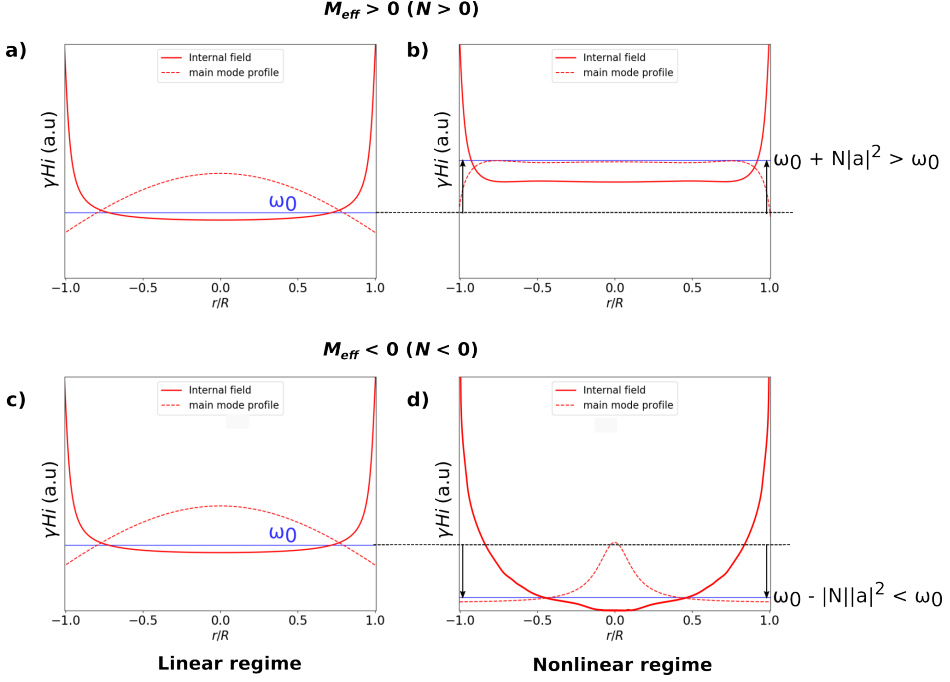 M_eff > 0 (N > 0)
a)
Internal field
main mode profile
γHi (a.u)
ω0
−1.0 −0.5 0.0 0.5 1.0
r/R
b)
Internal field
main mode profile
γHi (a.u)
ω0 + N|a|^2 > ω0
−1.0 −0.5 0.0 0.5 1.0
r/R
M_eff < 0 (N < 0)
c)
Internal field
main mode profile
γHi (a.u)
ω0
−1.0 −0.5 0.0 0.5 1.0
r/R
Linear regime
d)
Internal field
main mode profile
γHi (a.u)
ω0 - |N||a|^2 < ω0
−1.0 −0.5 0.0 0.5 1.0
r/R
Nonlinear regime